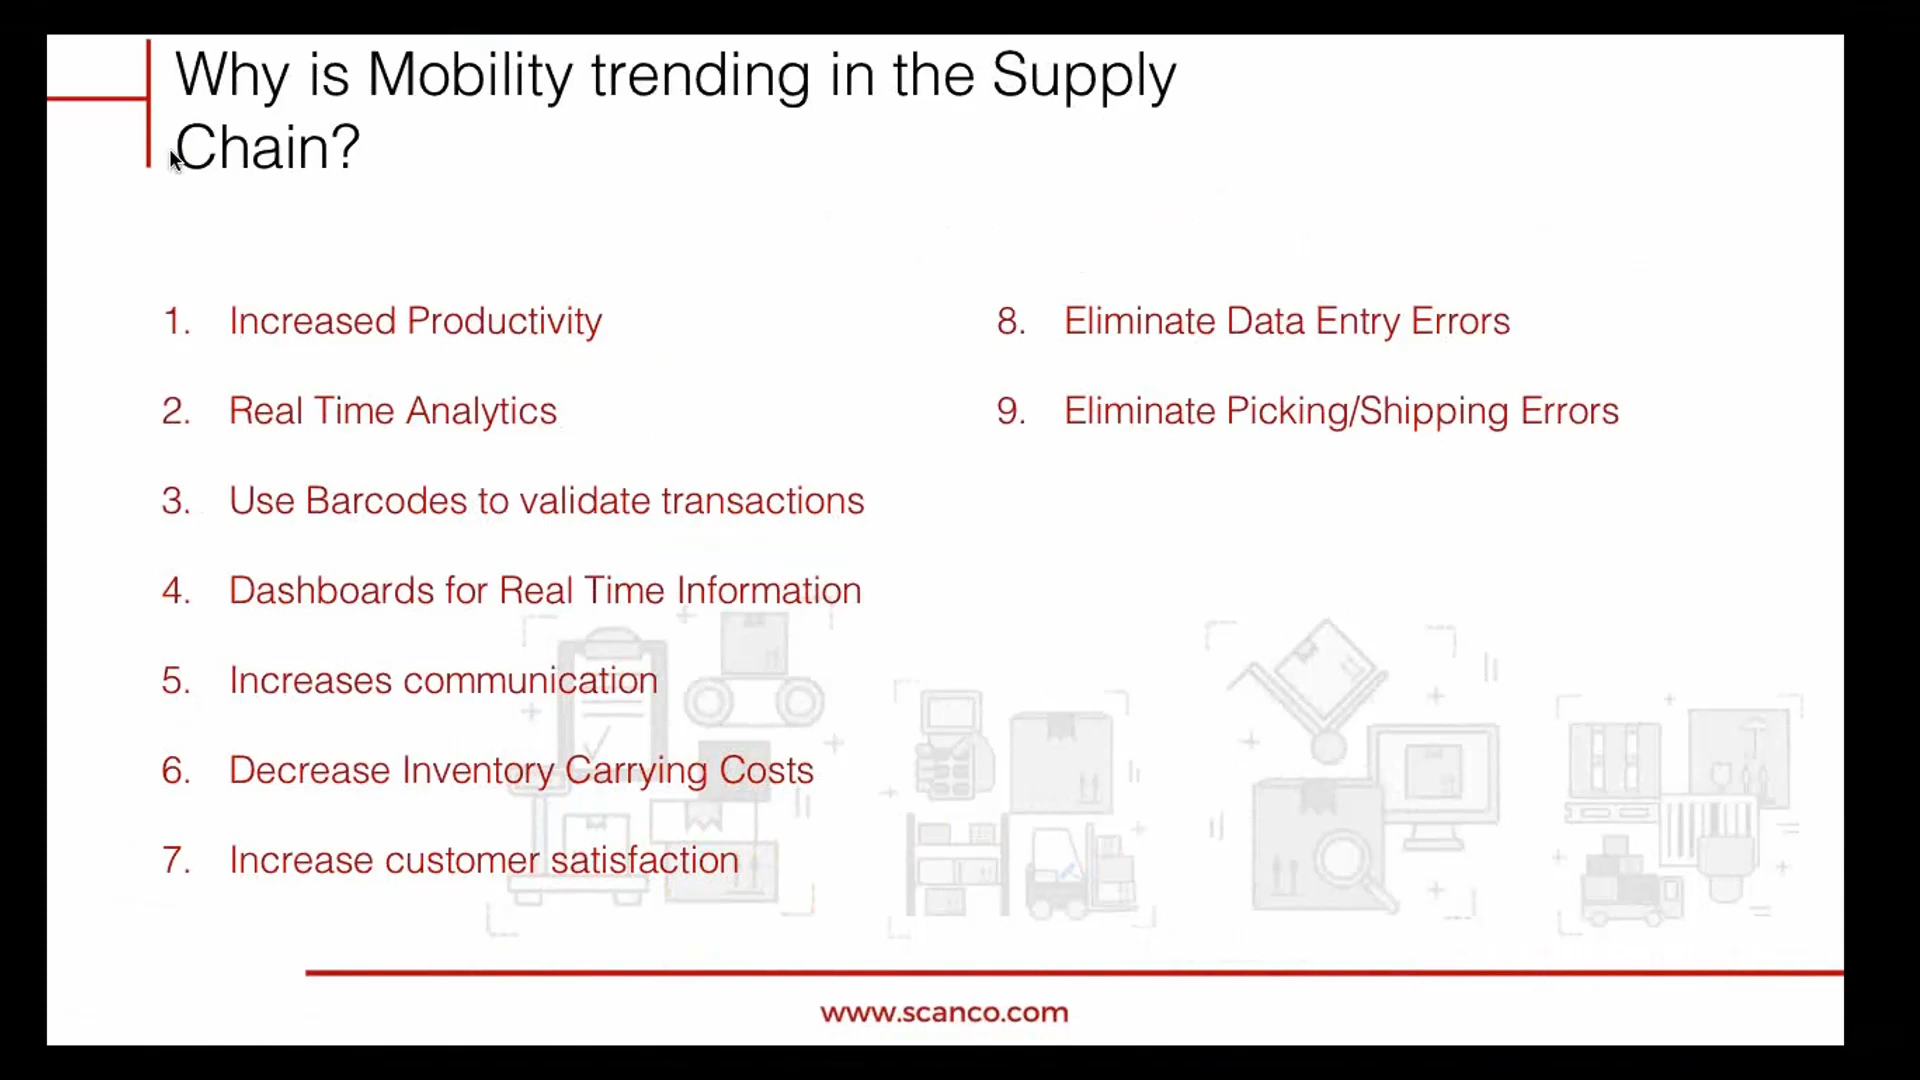 Why is Mobility trending in the Supply
Chain?
1. Increased Productivity
2. Real Time Analytics
3. Use Barcodes to validate transactions
4. Dashboards for Real Time Information
5. Increases communication
6. Decrease Inventory Carrying Costs
7. Increase customer satisfaction
8. Eliminate Data Entry Errors
9. Eliminate Picking/Shipping Errors
www.scanco.com